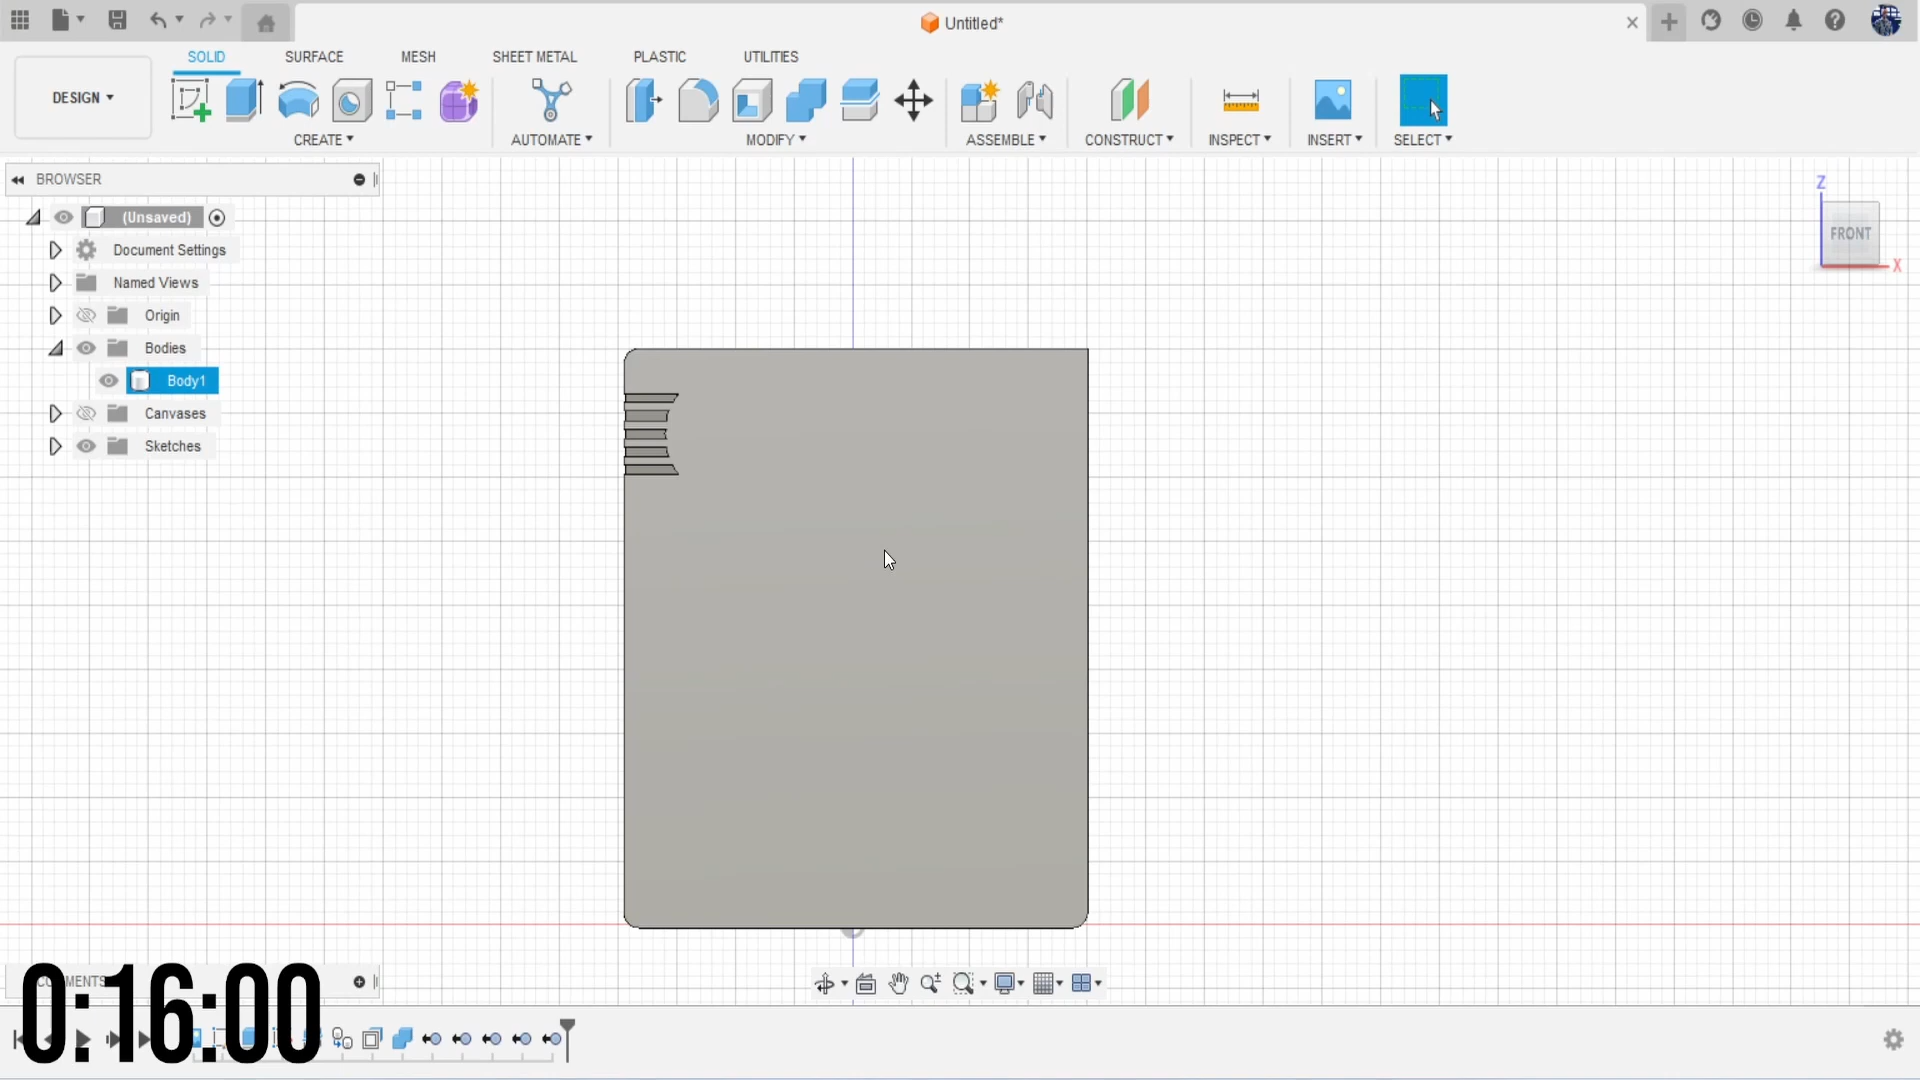 Untitled*
SOLID SURFACE MESH SHEET METAL PLASTIC UTILITIES
DESIGN
CREATE AUTOMATE MODIFY ASSEMBLE CONSTRUCT INSPECT INSERT SELECT
BROWSER
(Unsaved)
Document Settings
Named Views
Origin
Bodies
Body1
Canvases
Sketches
Z
FRONT
X
COMMENTS
0:16:00